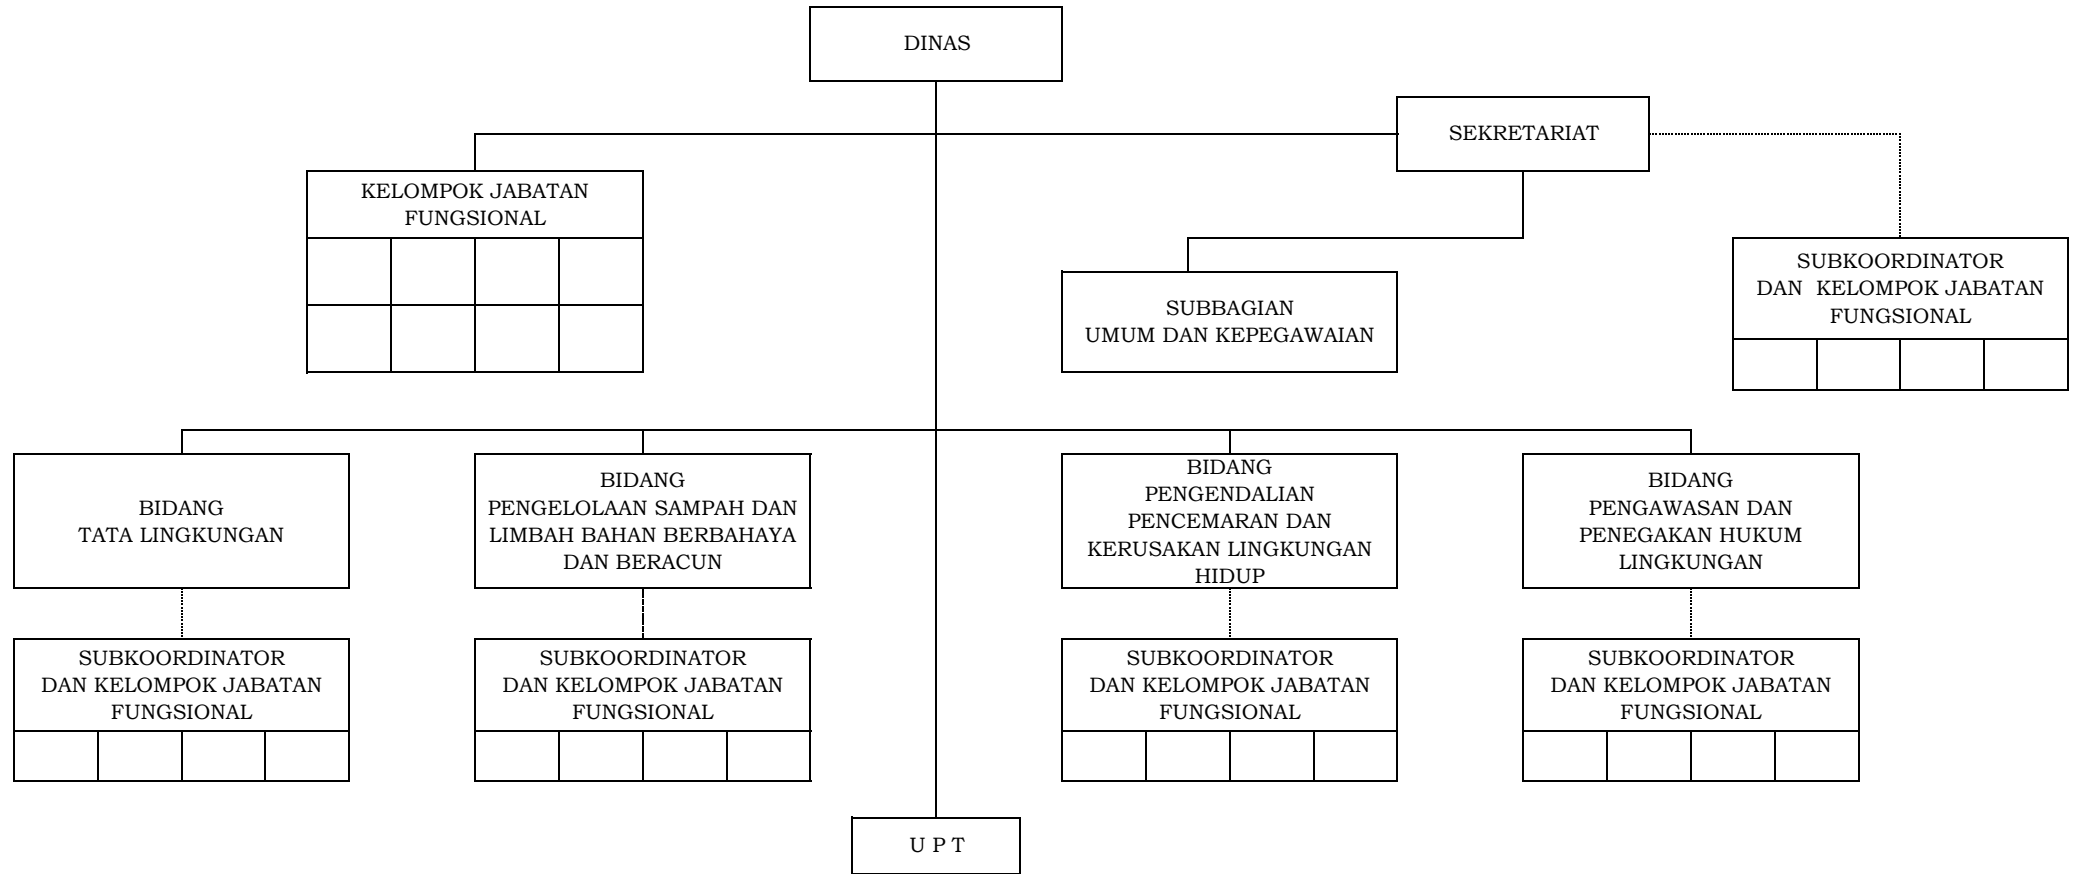 DINAS
SEKRETARIAT
KELOMPOK JABATAN
FUNGSIONAL
SUBBAGIAN
UMUM DAN KEPEGAWAIAN
SUBKOORDINATOR
DAN  KELOMPOK JABATAN
FUNGSIONAL
BIDANG
TATA LINGKUNGAN
BIDANG
PENGELOLAAN SAMPAH DAN
LIMBAH BAHAN BERBAHAYA
DAN BERACUN
BIDANG
PENGENDALIAN
PENCEMARAN DAN
KERUSAKAN LINGKUNGAN
HIDUP
BIDANG
PENGAWASAN DAN
PENEGAKAN HUKUM
LINGKUNGAN
SUBKOORDINATOR
DAN KELOMPOK JABATAN
FUNGSIONAL
SUBKOORDINATOR
DAN KELOMPOK JABATAN
FUNGSIONAL
SUBKOORDINATOR
DAN KELOMPOK JABATAN
FUNGSIONAL
SUBKOORDINATOR
DAN KELOMPOK JABATAN
FUNGSIONAL
U P T